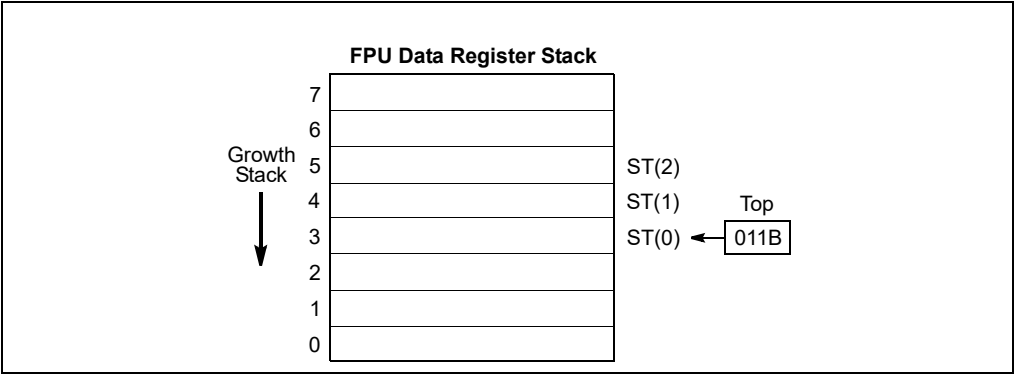 FPU Data Register Stack
7
6
Growth
Stack
5
ST(2)
4
ST(1)
Top
3
ST(0)
011B
2
1
0